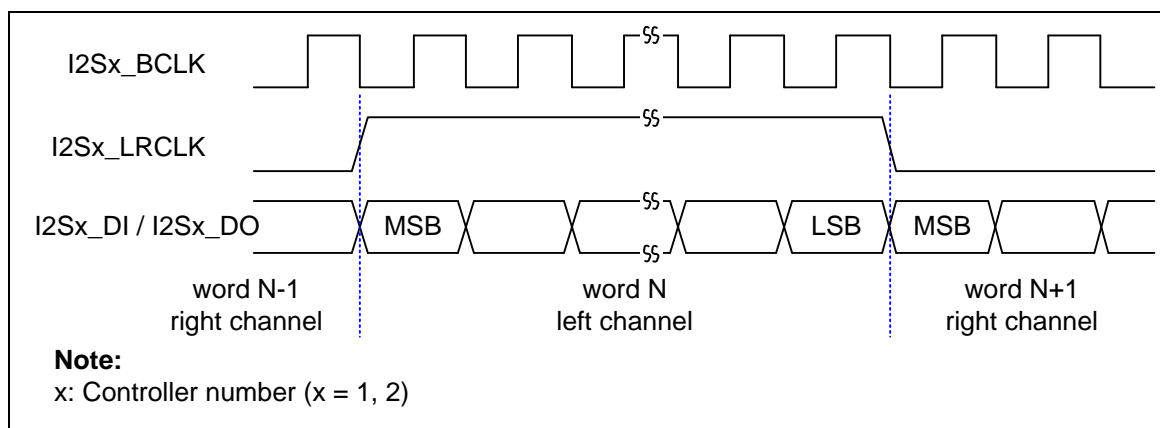 I2Sx_BCLK
I2Sx_LRCLK
I2Sx_DI / I2Sx_DO
MSB
LSB
MSB
word N-1
right channel
word N
left channel
word N+1
right channel
Note:
x: Controller number (x = 1, 2)